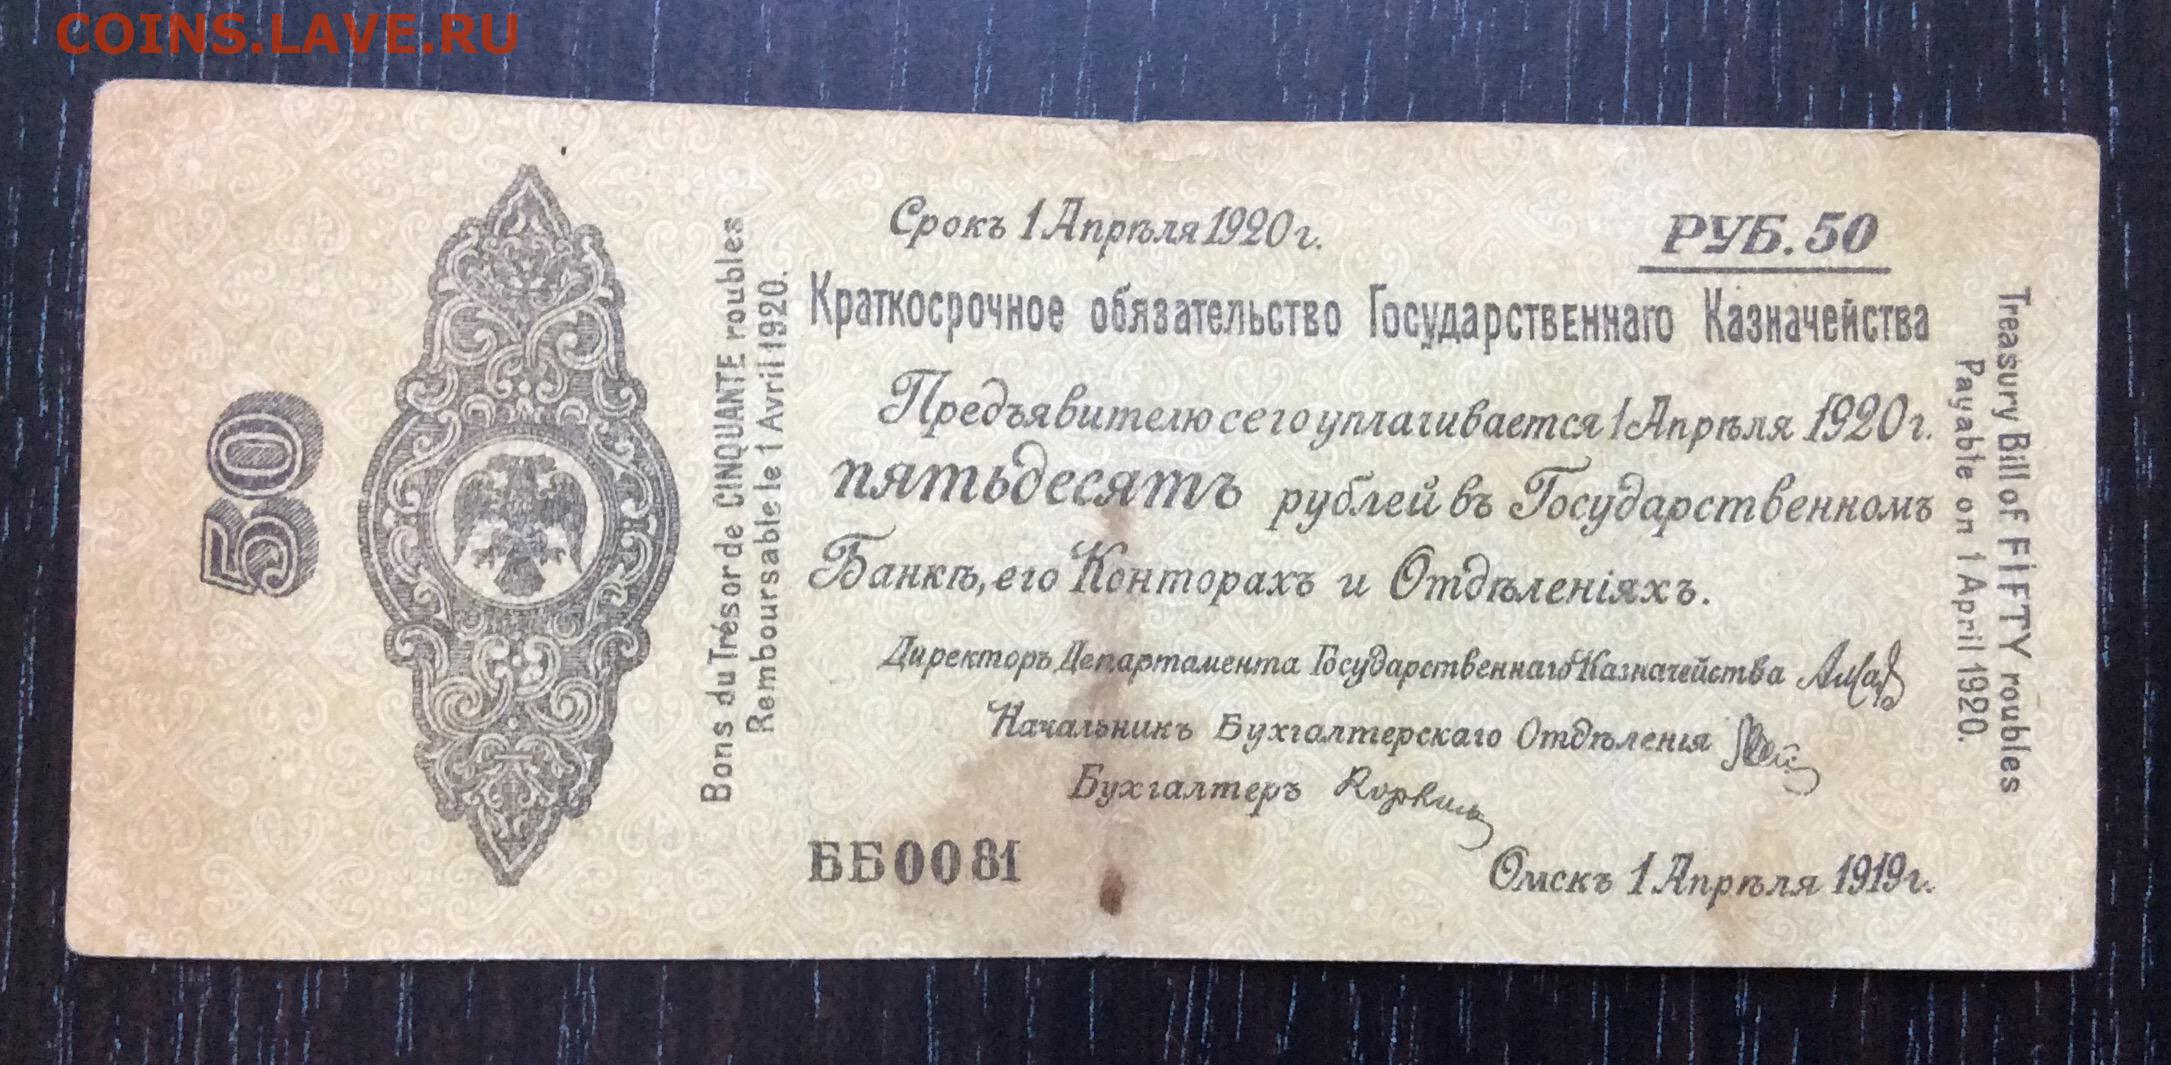 COINS.LAVE.RU
50
Bons du Trésor de CINQUANTE roubles
Remboursable le 1 Avril 1920.
Срокъ 1 Апрѣля 1920 г.
РУБ. 50
Краткосрочное обязательство Государственнаго Казначейства
Предъявителю сего уплачивается 1 Апрѣля 1920 г.
пятьдесятъ рублей въ Государственномъ
Банкѣ, его Конторахъ и Отдѣленіяхъ.
Директоръ Департамента Государственнаго Казначейства
Начальникъ Бухгалтерскаго Отдѣленія
Бухгалтеръ
ББ0081
Омскъ 1 Апрѣля 1919 г.
Treasury Bill of FiFTY roubles
Payable on 1 April 1920.